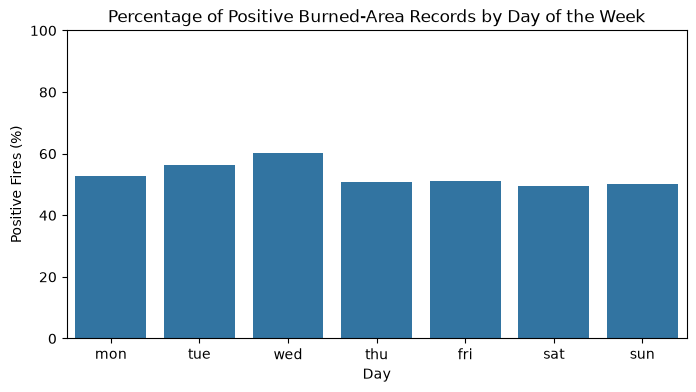 Percentage of Positive Burned-Area Records by Day of the Week
100
80
60
40
20
0
Positive Fires (%)
mon tue wed thu fri sat sun
Day